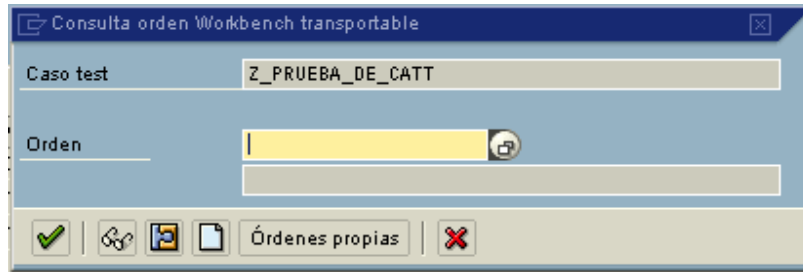 Consulta orden Workbench transportable
Caso test Z_PRUEBA_DE_CATT
Orden
Órdenes propias